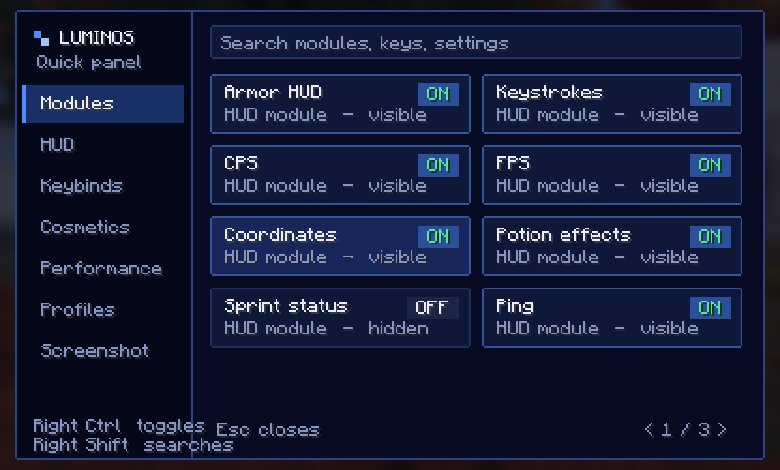 LUMINOS
Quick panel
Modules
HUD
Keybinds
Cosmetics
Performance
Profiles
Screenshot
Right Ctrl toggles
Right Shift searches
Search modules, keys, settings
Armor HUD ON
HUD module - visible
Keystrokes ON
HUD module - visible
CPS ON
HUD module - visible
FPS ON
HUD module - visible
Coordinates ON
HUD module - visible
Potion effects ON
HUD module - visible
Sprint status OFF
HUD module - hidden
Ping ON
HUD module - visible
Esc closes
< 1 / 3 >